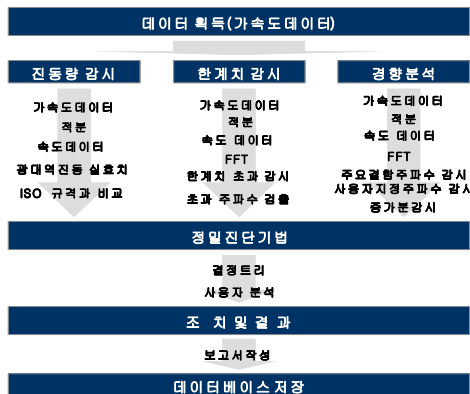 데이터 획득(가속도데이터)
진동량 감시
가속도데이터
적분
속도데이터
광대역진동 실효치
ISO 규격과 비교
한계치 감시
가속도데이터
적분
속도 데이터
FFT
한계치 초과 감시
초과 주파수 검출
경향분석
가속도데이터
적분
속도 데이터
FFT
주요결함주파수 감시
사용자지정주파수 감시
증가분감시
정밀진단기법
결정트리
사용자 분석
조 치 및 결 과
보고서작성
데이터베이스저장